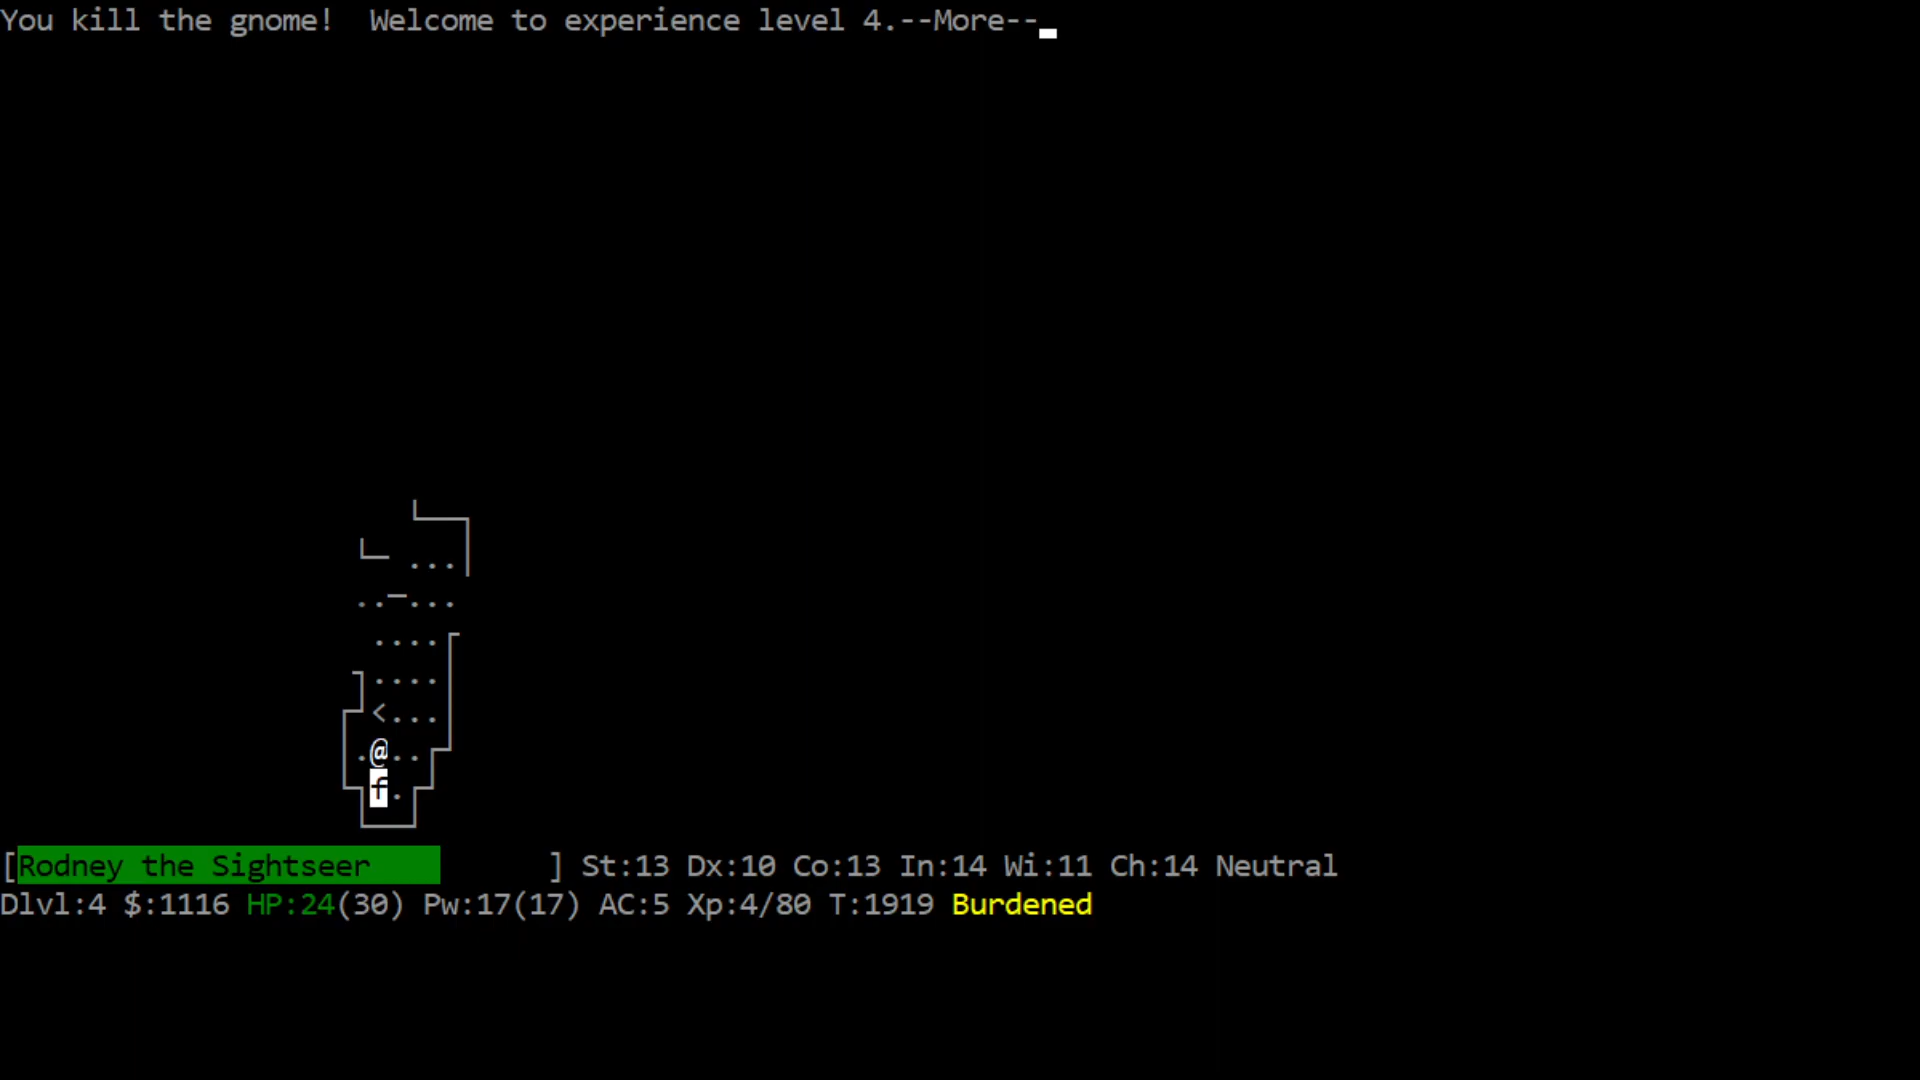 You kill the gnome!  Welcome to experience level 4.--More--
└──┐
└─ ...│
..─...
....┌
┐....│
┌┘<...│
│.@..┌┘
└┐f.┌┘
└──┘
[Rodney the Sightseer          ] St:13 Dx:10 Co:13 In:14 Wi:11 Ch:14 Neutral
Dlvl:4 $:1116 HP:24(30) Pw:17(17) AC:5 Xp:4/80 T:1919 Burdened